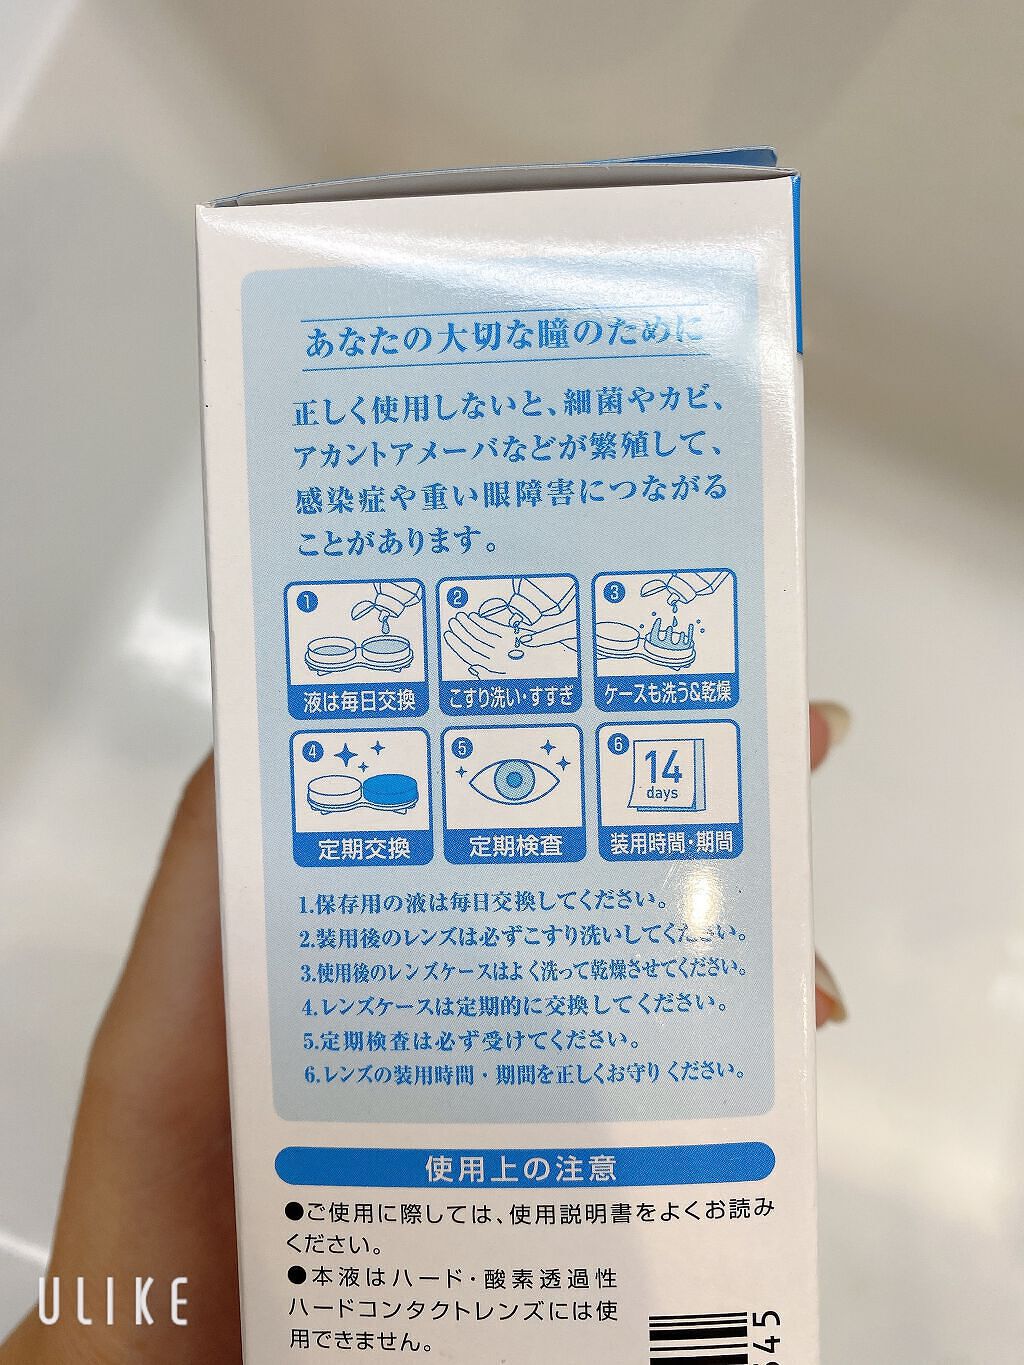 あなたの大切な瞳のために
正しく使用しないと、細菌やカビ、
アカントアメーバなどが繁殖して、
感染症や重い眼障害につながる
ことがあります。
1
液は毎日交換
2
こすり洗い・すすぎ
3
ケースも洗う&乾燥
4
定期交換
5
定期検査
6
14
days
装用時間・期間
1.保存用の液は毎日交換してください。
2.装用後のレンズは必ずこすり洗いしてください。
3.使用後のレンズケースはよく洗って乾燥させてください。
4.レンズケースは定期的に交換してください。
5.定期検査は必ず受けてください。
6.レンズの装用時間・期間を正しくお守りください。
使用上の注意
●ご使用に際しては、使用説明書をよくお読み
ください。
●本液はハード・酸素透過性
ハードコンタクトレンズには使
用できません。
45
ULIKE